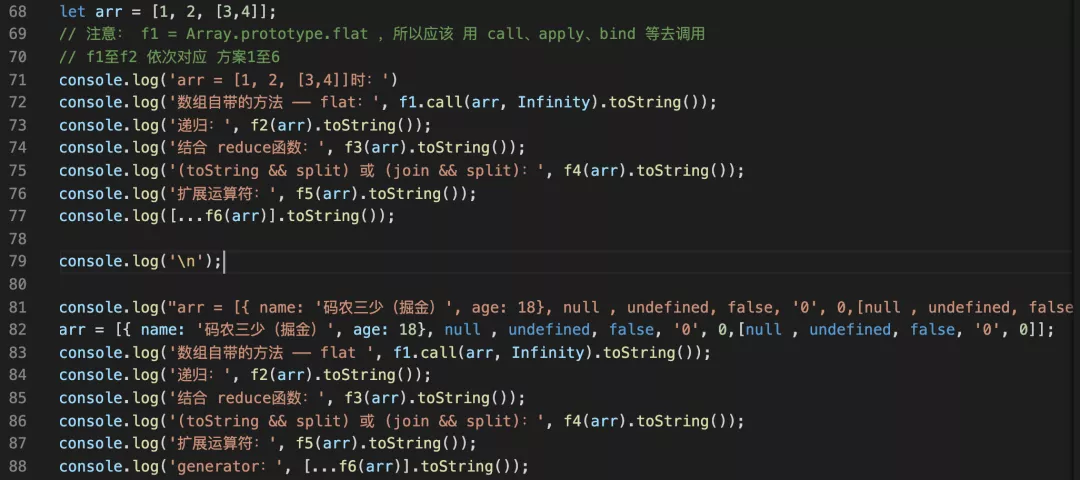 68 let arr = [1, 2, [3,4]];
69 // 注意： f1 = Array.prototype.flat ，所以应该 用 call、apply、bind 等去调用
70 // f1至f2 依次对应 方案1至6
71 console.log('arr = [1, 2, [3,4]]时：')
72 console.log('数组自带的方法 —— flat：', f1.call(arr, Infinity).toString());
73 console.log('递归：', f2(arr).toString());
74 console.log('结合 reduce函数：', f3(arr).toString());
75 console.log('(toString && split) 或 (join && split)：', f4(arr).toString());
76 console.log('扩展运算符：', f5(arr).toString());
77 console.log([...f6(arr)].toString());
78
79 console.log('\n');
80
81 console.log("arr = [{ name: '码农三少（掘金）', age: 18}, null , undefined, false, '0', 0,[null , undefined, false
82 arr = [{ name: '码农三少（掘金）', age: 18}, null , undefined, false, '0', 0,[null , undefined, false, '0', 0]];
83 console.log('数组自带的方法 —— flat ', f1.call(arr, Infinity).toString());
84 console.log('递归：', f2(arr).toString());
85 console.log('结合 reduce函数：', f3(arr).toString());
86 console.log('(toString && split) 或 (join && split)：', f4(arr).toString());
87 console.log('扩展运算符：', f5(arr).toString());
88 console.log('generator：', [...f6(arr)].toString());